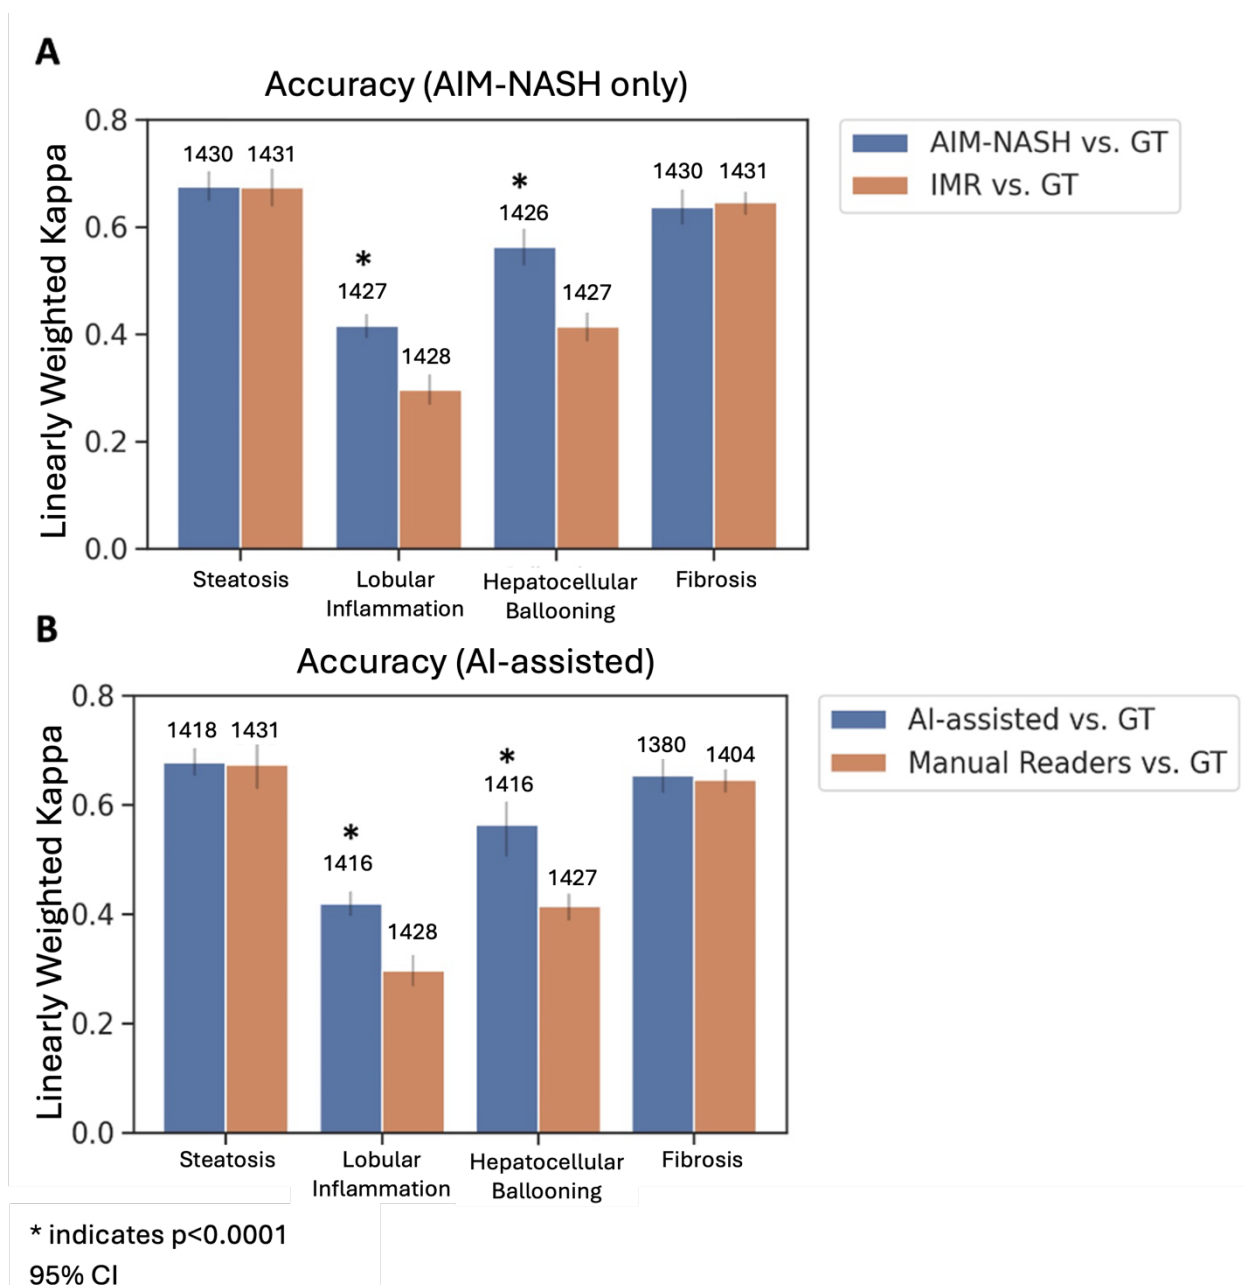 A
Accuracy (AIM-NASH only)
Linearly Weighted Kappa
0.8
0.6
0.4
0.2
0.0
1430 1431
*
1427
1428
*
1426
1427
1430 1431
Steatosis
Lobular
Inflammation
Hepatocellular
Ballooning
Fibrosis
AIM-NASH vs. GT
IMR vs. GT
B
Accuracy (AI-assisted)
Linearly Weighted Kappa
0.8
0.6
0.4
0.2
0.0
1418 1431
*
1416
1428
*
1416
1427
1380 1404
Steatosis
Lobular
Inflammation
Hepatocellular
Ballooning
Fibrosis
AI-assisted vs. GT
Manual Readers vs. GT
* indicates p<0.0001
95% CI